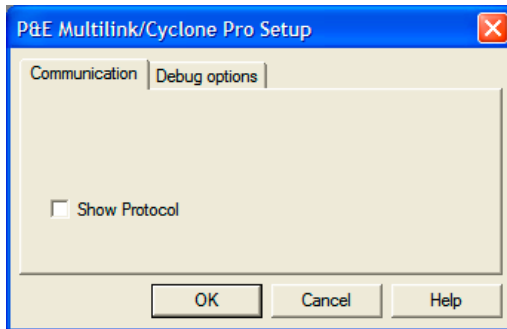 P&E Multilink/Cyclone Pro Setup
Communication Debug options
Show Protocol
OK Cancel Help